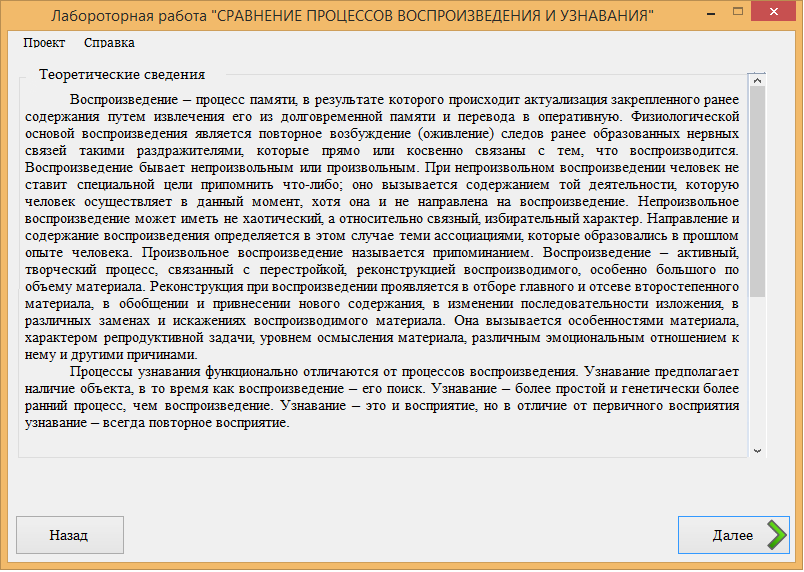 Лабороторная работа "СРАВНЕНИЕ ПРОЦЕССОВ ВОСПРОИЗВЕДЕНИЯ И УЗНАВАНИЯ"
Проект Справка
Теоретические сведения
Воспроизведение – процесс памяти, в результате которого происходит актуализация закрепленного ранее
содержания путем извлечения его из долговременной памяти и перевода в оперативную. Физиологической
основой воспроизведения является повторное возбуждение (оживление) следов ранее образованных нервных
связей такими раздражителями, которые прямо или косвенно связаны с тем, что воспроизводится.
Воспроизведение бывает непроизвольным или произвольным. При непроизвольном воспроизведении человек не
ставит специальной цели припомнить что-либо; оно вызывается содержанием той деятельности, которую
человек осуществляет в данный момент, хотя она и не направлена на воспроизведение. Непроизвольное
воспроизведение может иметь не хаотический, а относительно связный, избирательный характер. Направление и
содержание воспроизведения определяется в этом случае теми ассоциациями, которые образовались в прошлом
опыте человека. Произвольное воспроизведение называется припоминанием. Воспроизведение – активный,
творческий процесс, связанный с перестройкой, реконструкцией воспроизводимого, особенно большого по
объему материала. Реконструкция при воспроизведении проявляется в отборе главного и отсеве второстепенного
материала, в обобщении и привнесении нового содержания, в изменении последовательности изложения, в
различных заменах и искажениях воспроизводимого материала. Она вызывается особенностями материала,
характером репродуктивной задачи, уровнем осмысления материала, различным эмоциональным отношением к
нему и другими причинами.
Процессы узнавания функционально отличаются от процессов воспроизведения. Узнавание предполагает
наличие объекта, в то время как воспроизведение – его поиск. Узнавание – более простой и генетически более
ранний процесс, чем воспроизведение. Узнавание – это и восприятие, но в отличие от первичного восприятия
узнавание – всегда повторное восприятие.
Назад
Далее